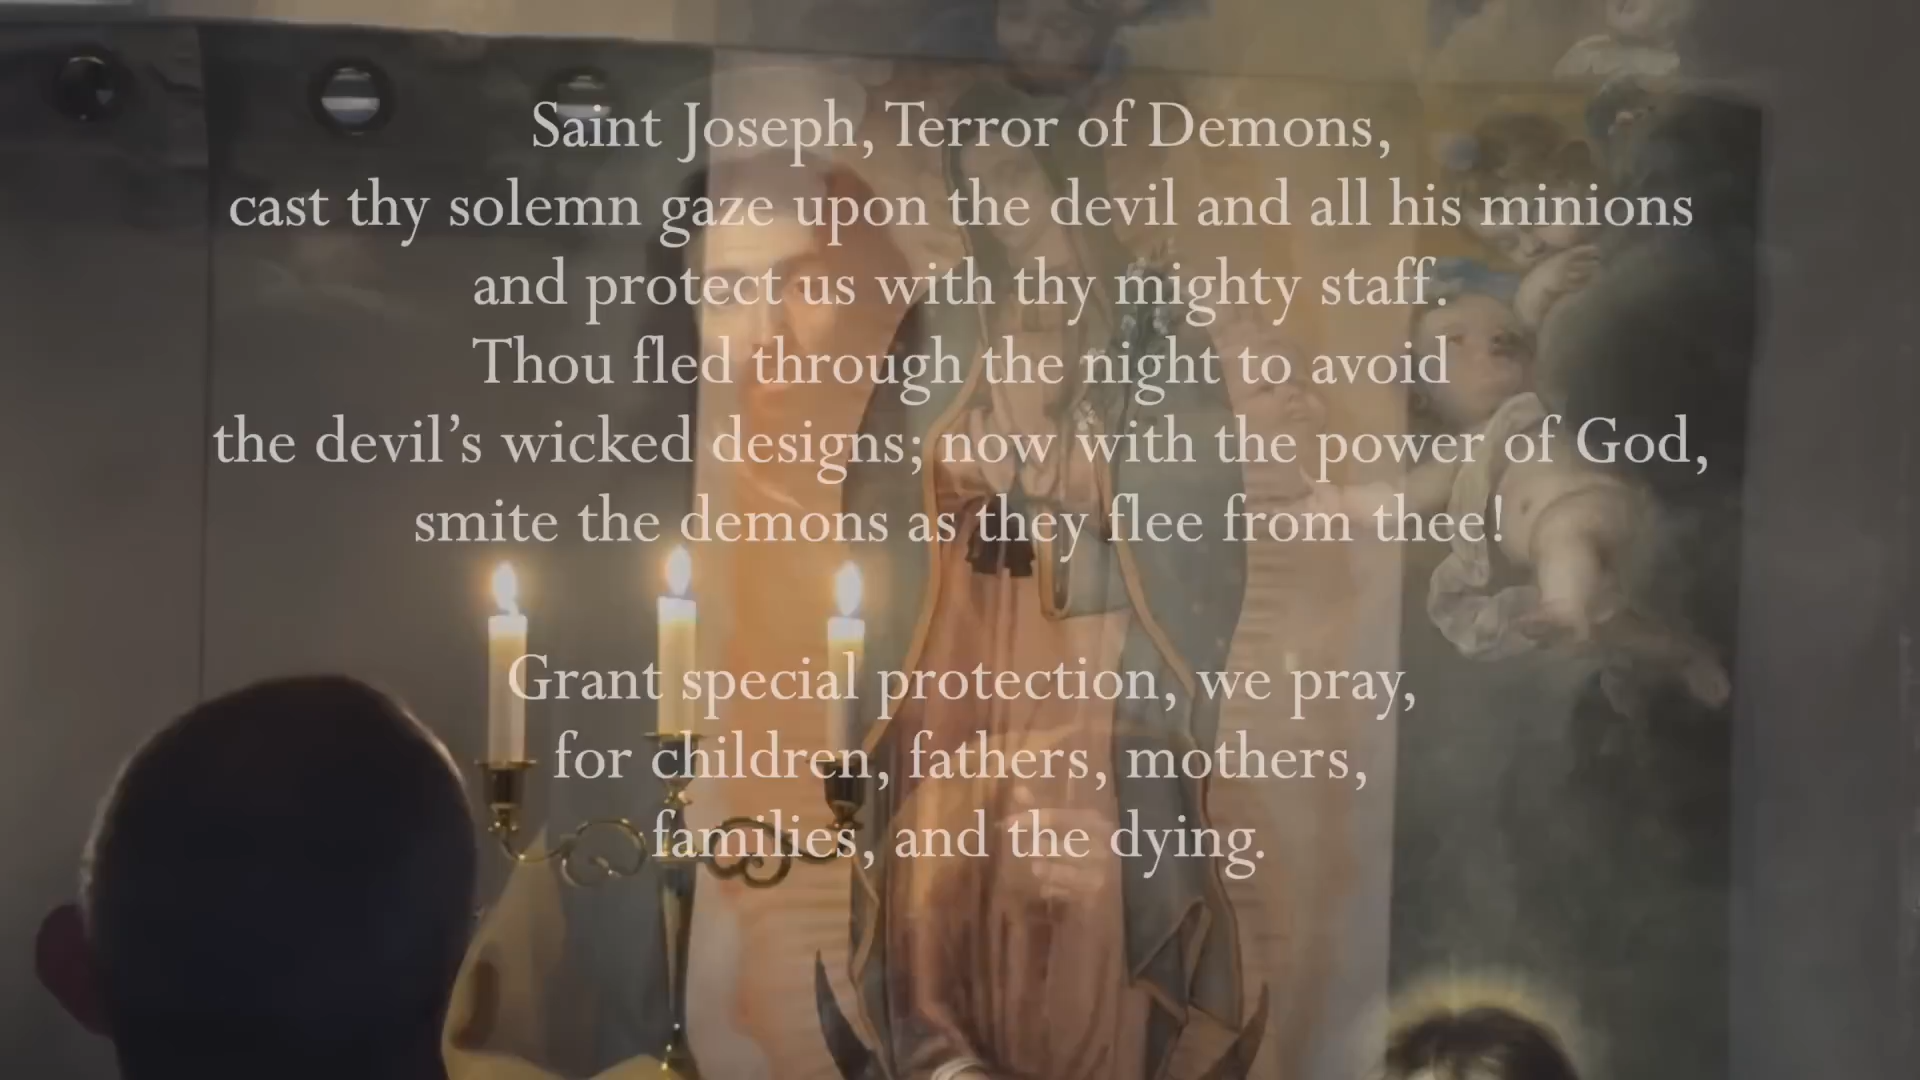 Saint Joseph, Terror of Demons,
cast thy solemn gaze upon the devil and all his minions
and protect us with thy mighty staff.
Thou fled through the night to avoid
the devil’s wicked designs; now with the power of God,
smite the demons as they flee from thee!
Grant special protection, we pray,
for children, fathers, mothers,
families, and the dying.